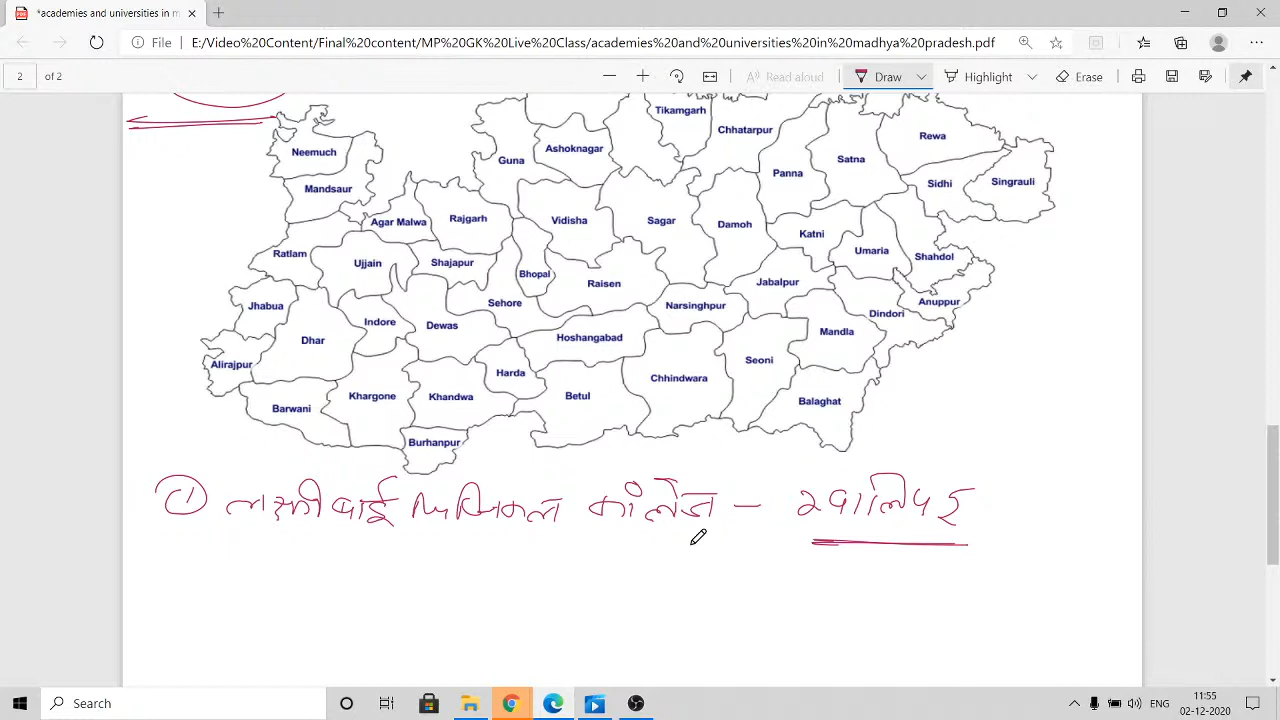 *academies and universities in m
File
E:/Video%20Content/Final%20content/MP%20GK%20Live%20Class/academies%20and%20universities%20in%20madhya%20pradesh.pdf
2 of 2
Read aloud
Draw
Highlight
Erase
Tikamgarh
Chhatarpur
Rewa
Neemuch
Ashoknagar
Guna
Satna
Panna
Mandsaur
Sidhi
Singrauli
Agar Malwa
Rajgarh
Vidisha
Sagar
Damoh
Katni
Umaria
Shahdol
Ratlam
Ujjain
Shajapur
Bhopal
Raisen
Jabalpur
Jhabua
Sehore
Narsinghpur
Anuppur
Dindori
Indore
Dewas
Mandla
Dhar
Hoshangabad
Seoni
Alirajpur
Harda
Chhindwara
Khargone
Khandwa
Betul
Balaghat
Barwani
Burhanpur
① लक्ष्मीबाई फिजिकल कॉलेज – ग्वालियर
Search
ENG
11:55
02-12-2020